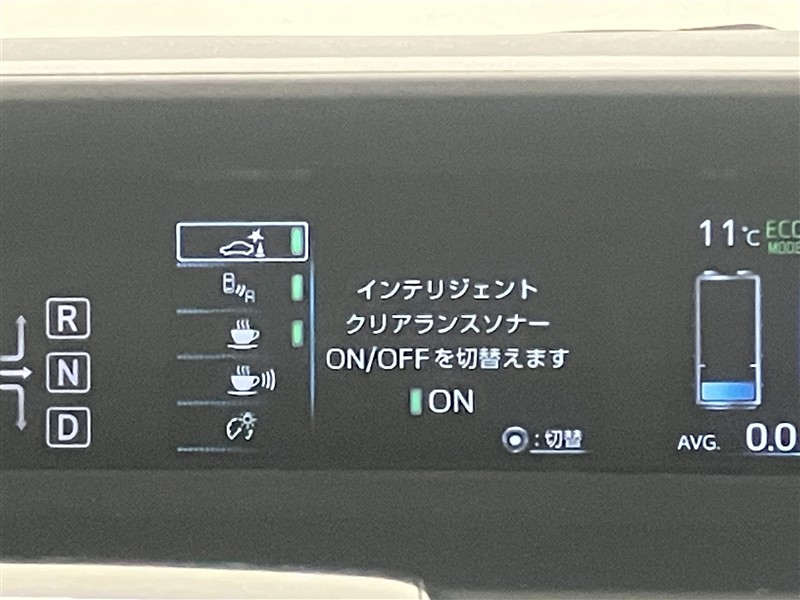 11℃
ECO
MODE
R
N
D
インテリジェント
クリアランスソナー
ON/OFFを切替えます
ON
:切替
AVG. 0.0